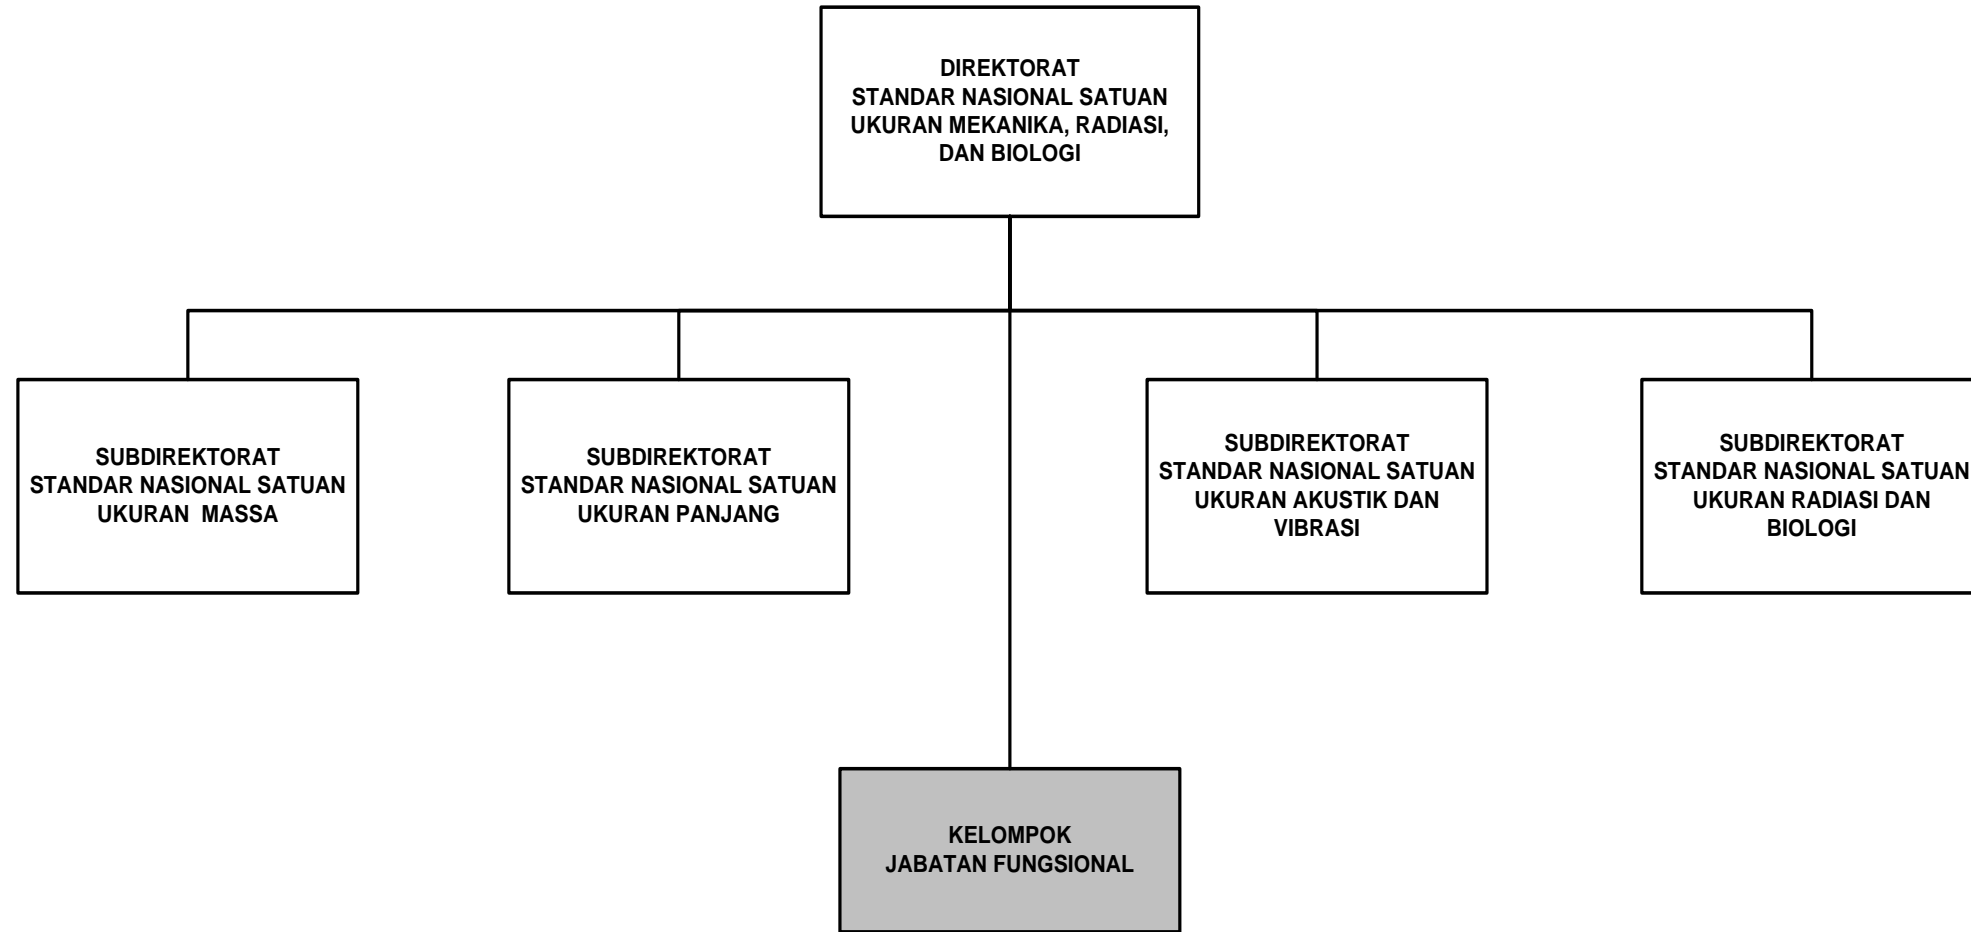 DIREKTORAT
STANDAR NASIONAL SATUAN
UKURAN MEKANIKA, RADIASI,
DAN BIOLOGI
SUBDIREKTORAT
STANDAR NASIONAL SATUAN
UKURAN MASSA
SUBDIREKTORAT
STANDAR NASIONAL SATUAN
UKURAN PANJANG
SUBDIREKTORAT
STANDAR NASIONAL SATUAN
UKURAN AKUSTIK DAN
VIBRASI
SUBDIREKTORAT
STANDAR NASIONAL SATUAN
UKURAN RADIASI DAN
BIOLOGI
KELOMPOK
JABATAN FUNGSIONAL